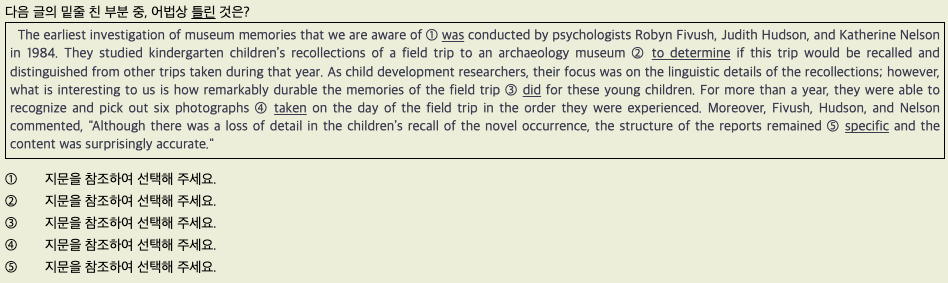 다음 글의 밑줄 친 부분 중, 어법상 틀린 것은?
The earliest investigation of museum memories that we are aware of ① was conducted by psychologists Robyn Fivush, Judith Hudson, and Katherine Nelson
in 1984. They studied kindergarten children's recollections of a field trip to an archaeology museum ② to determine if this trip would be recalled and
distinguished from other trips taken during that year. As child development researchers, their focus was on the linguistic details of the recollections; however,
what is interesting to us is how remarkably durable the memories of the field trip ③ did for these young children. For more than a year, they were able to
recognize and pick out six photographs ④ taken on the day of the field trip in the order they were experienced. Moreover, Fivush, Hudson, and Nelson
commented, "Although there was a loss of detail in the children's recall of the novel occurrence, the structure of the reports remained ⑤ specific and the
content was surprisingly accurate."
① 지문을 참조하여 선택해 주세요.
② 지문을 참조하여 선택해 주세요.
③ 지문을 참조하여 선택해 주세요.
④ 지문을 참조하여 선택해 주세요.
⑤ 지문을 참조하여 선택해 주세요.